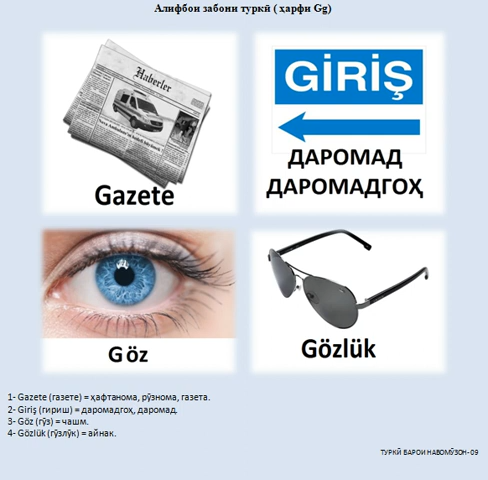 Алифбои забони туркӣ ( ҳарфи Gg)
Haberler
Gazete
GİRİŞ
ДАРОМАД
ДАРОМАДГОҲ
Göz
Gözlük
1- Gazete (газете) = ҳафтанома, рӯзнома, газета.
2- Giriş (гириш) = даромадгоҳ, даромад.
3- Göz (гӯз) = чашм.
4- Gözlük (гӯзлӯк) = айнак.
ТУРКӢ БАРОИ НАВОМӮЗОН- 09